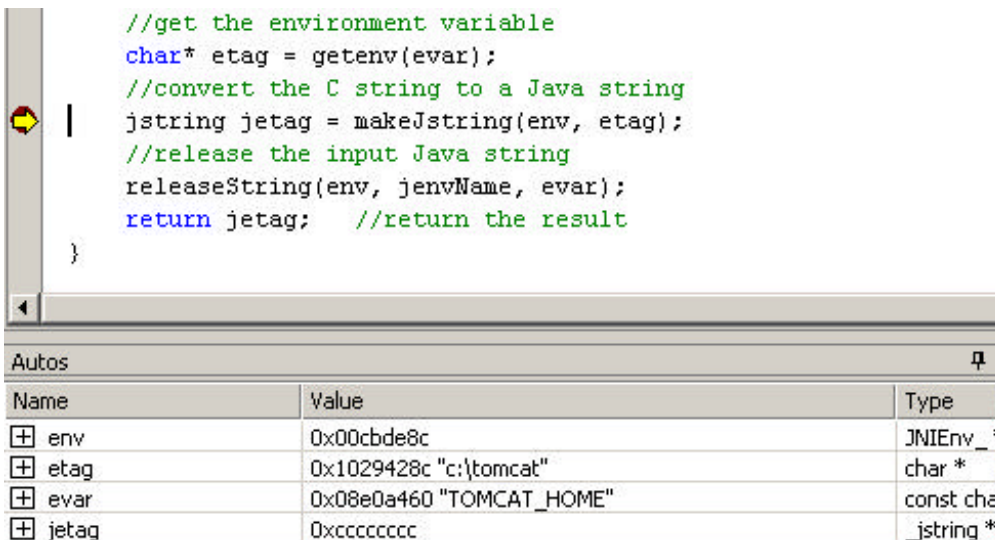 //get the environment variable
char* etag = getenv(evar);
//convert the C string to a Java string
jstring jetag = makeJstring(env, etag);
//release the input Java string
releaseString(env, jenvName, evar);
return jetag;   //return the result
}
Autos
Name Value Type
env 0x00cbde8c JNIEnv_ *
etag 0x1029428c "c:\tomcat" char *
evar 0x08e0a460 "TOMCAT_HOME" const cha
jetag 0xcccccccc _jstring *